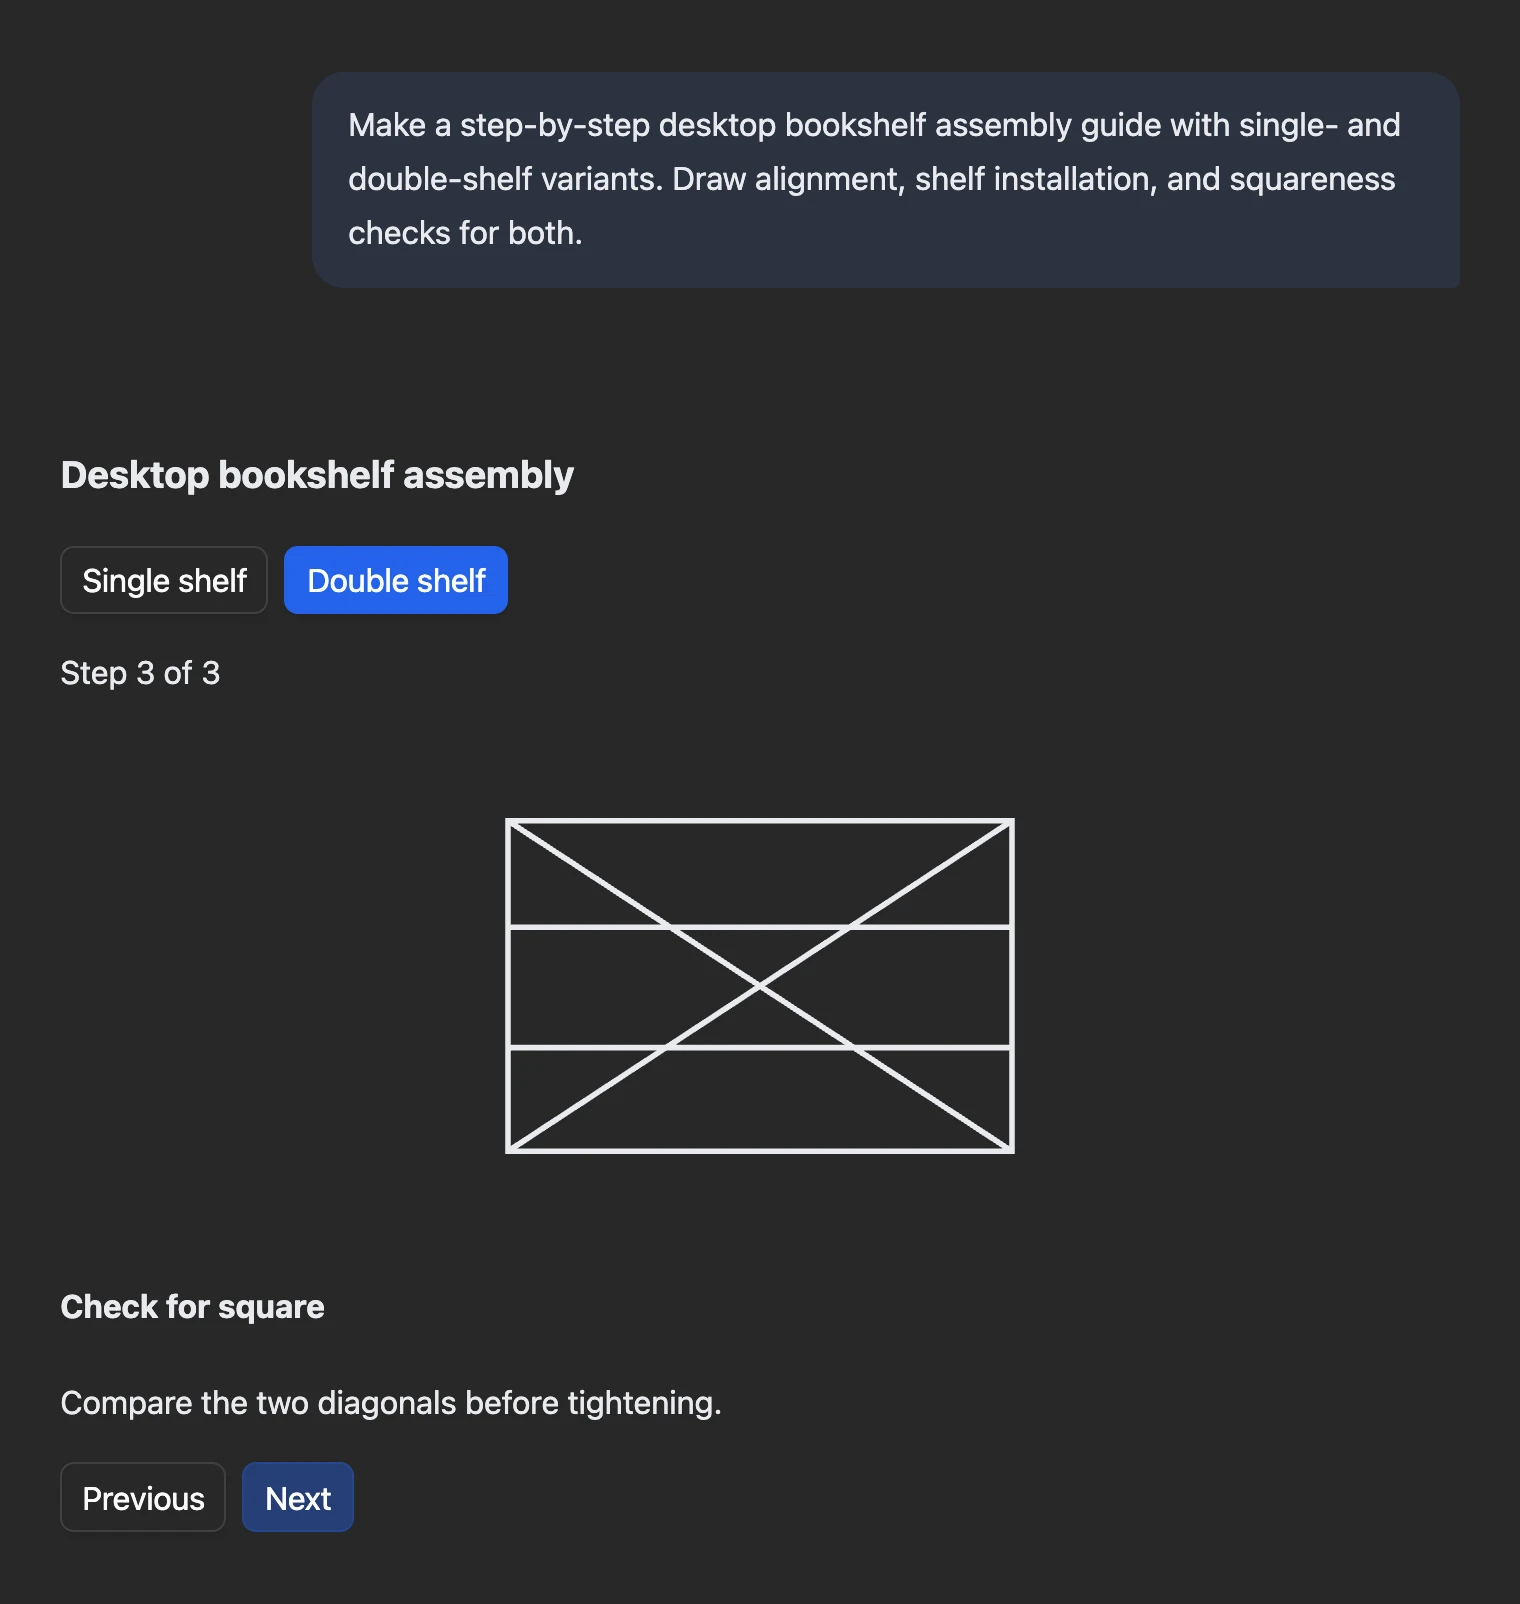 Make a step-by-step desktop bookshelf assembly guide with single- and
double-shelf variants. Draw alignment, shelf installation, and squareness
checks for both.
Desktop bookshelf assembly
Single shelf
Double shelf
Step 3 of 3
Check for square
Compare the two diagonals before tightening.
Previous
Next